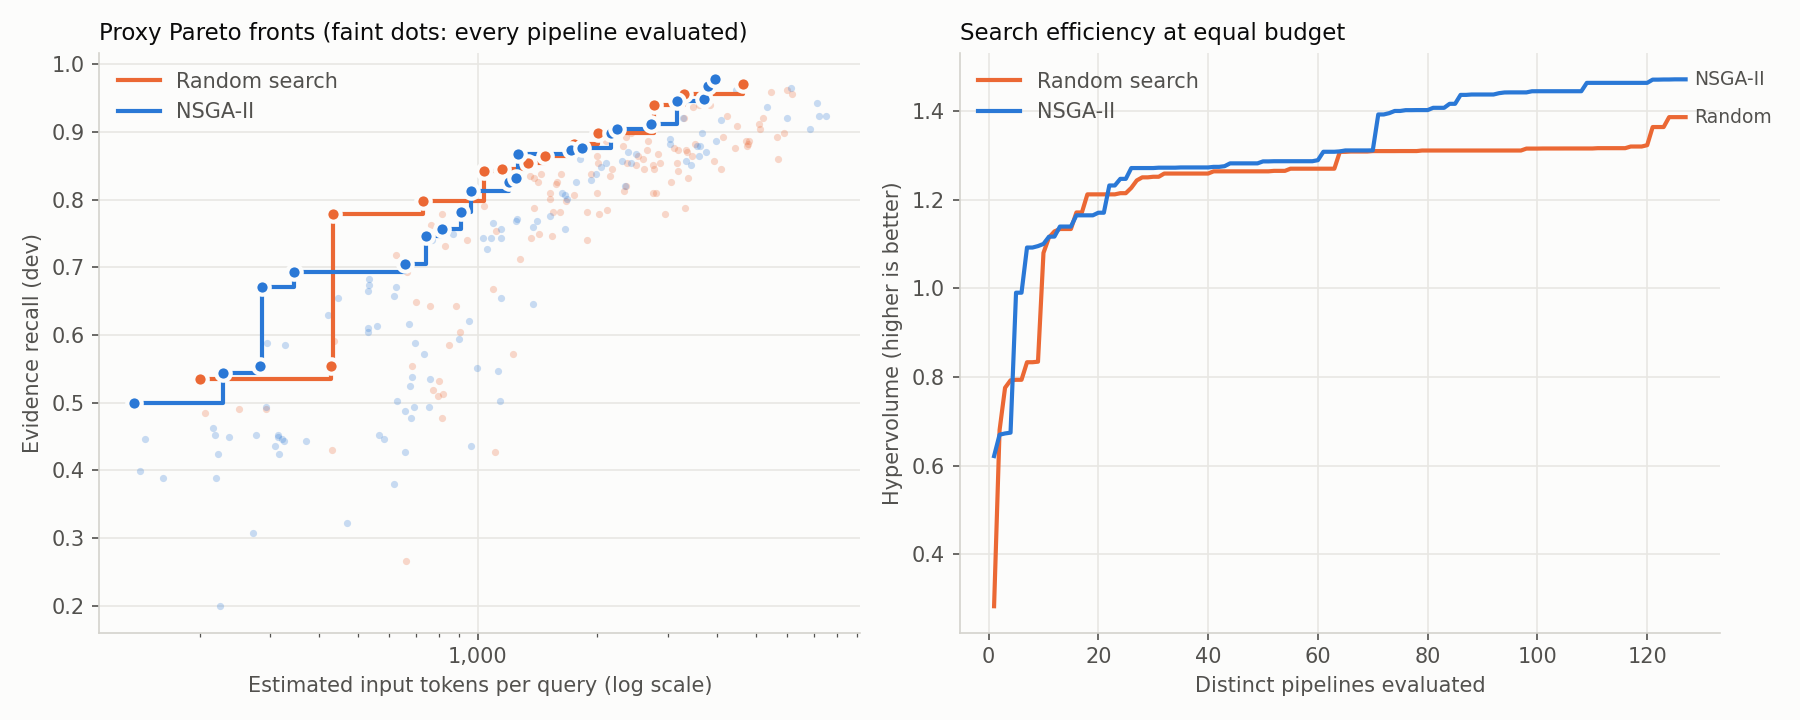 Proxy Pareto fronts (faint dots: every pipeline evaluated)
Random search
NSGA-II
1.0
0.9
0.8
0.7
0.6
0.5
0.4
0.3
0.2
Evidence recall (dev)
1,000
Estimated input tokens per query (log scale)
Search efficiency at equal budget
Random search
NSGA-II
NSGA-II
Random
1.4
1.2
1.0
0.8
0.6
0.4
Hypervolume (higher is better)
0 20 40 60 80 100 120
Distinct pipelines evaluated